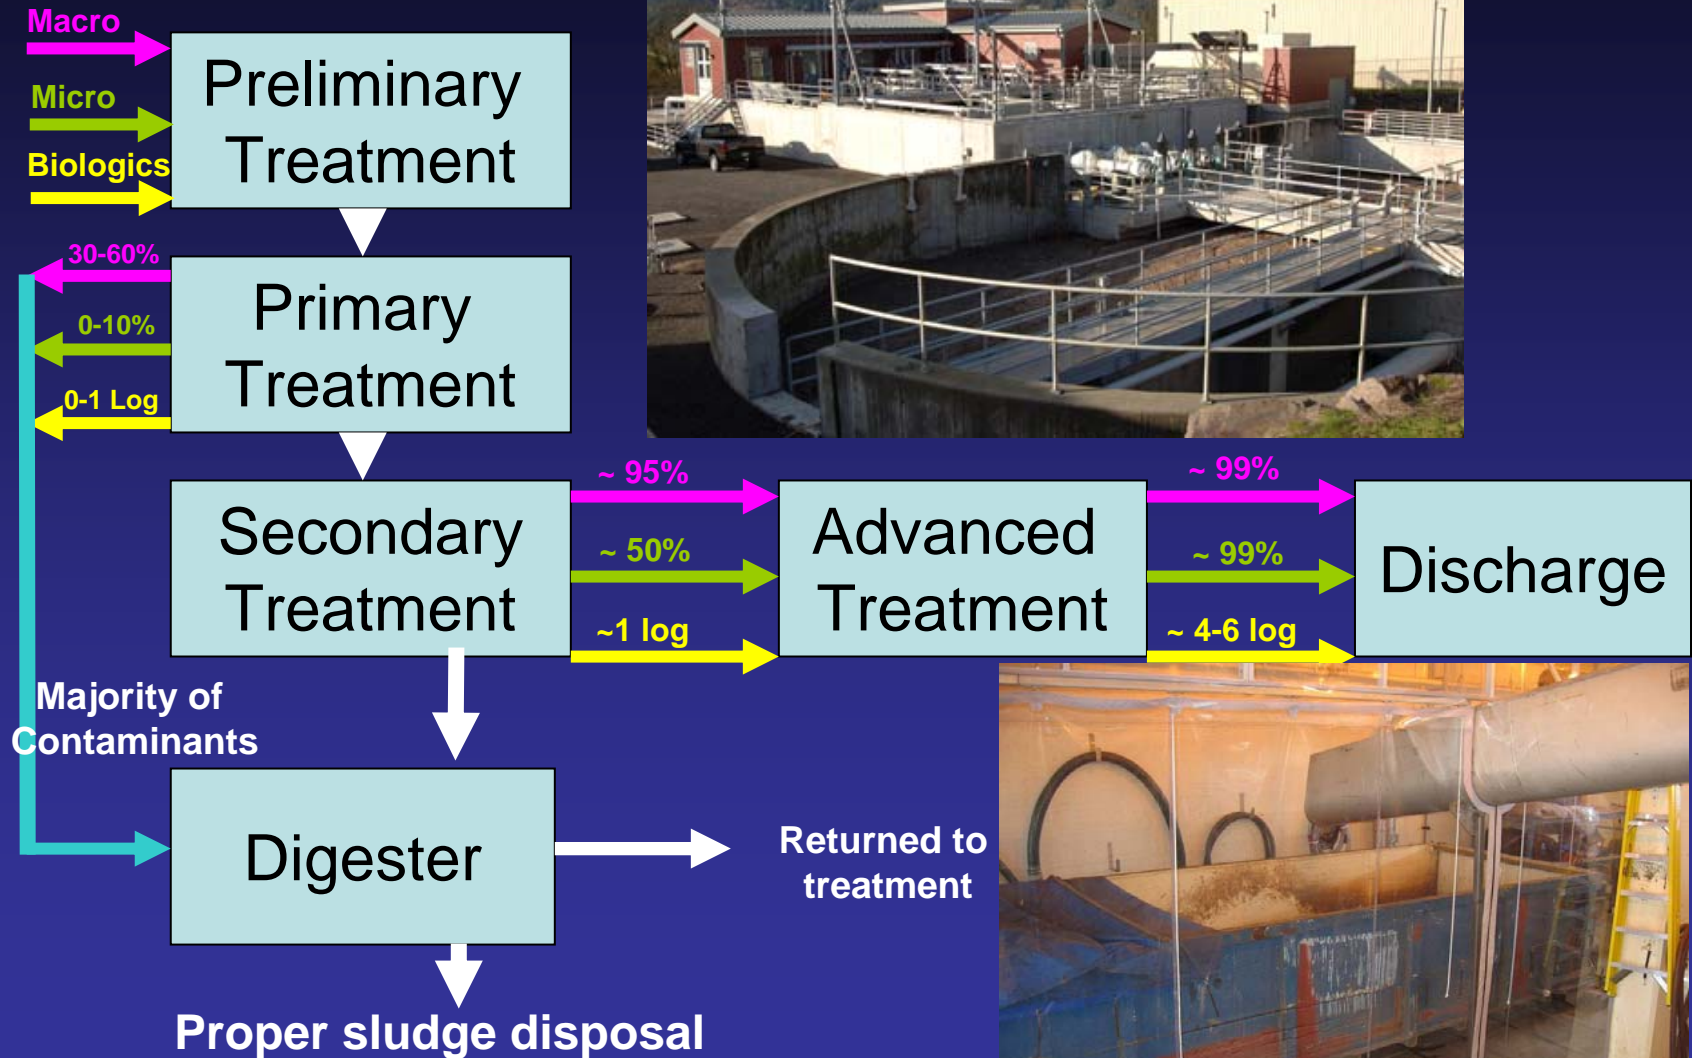 Macro
Micro
Biologics
Preliminary
Treatment
30-60%
0-10%
0-1 Log
Primary
Treatment
Secondary
Treatment
~ 95%
~ 50%
~1 log
Advanced
Treatment
~ 99%
~ 99%
~ 4-6 log
Discharge
Majority of
Contaminants
Digester
Returned to
treatment
Proper sludge disposal